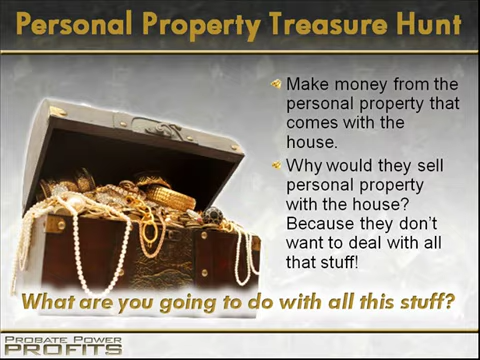 Personal Property Treasure Hunt
Make money from the
personal property that
comes with the
house.
Why would they sell
personal property
with the house?
Because they don't
want to deal with all
that stuff!
What are you going to do with all this stuff?
PROBATE POWER
PROFITS